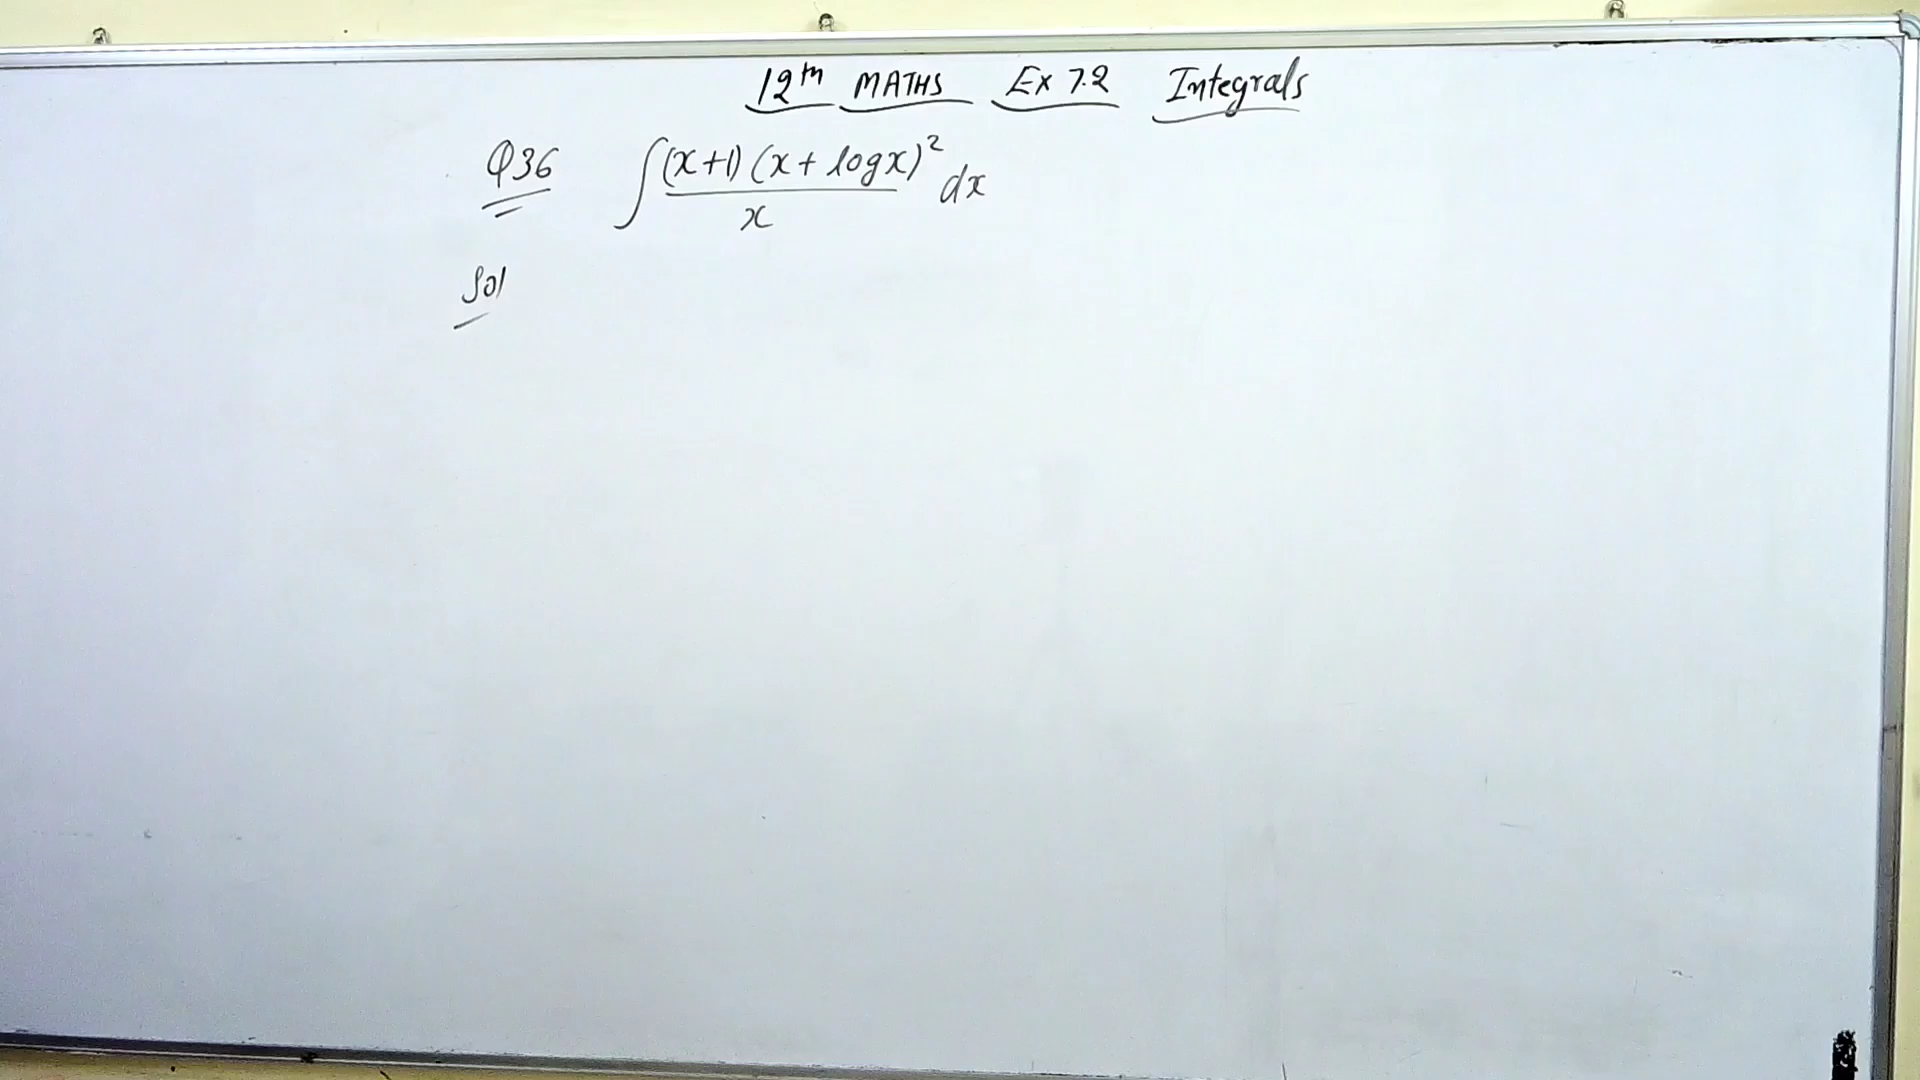 12th MATHS Ex 7.2 Integrals
Q36 ∫ (x+1) (x + logx)² / x dx
Sol